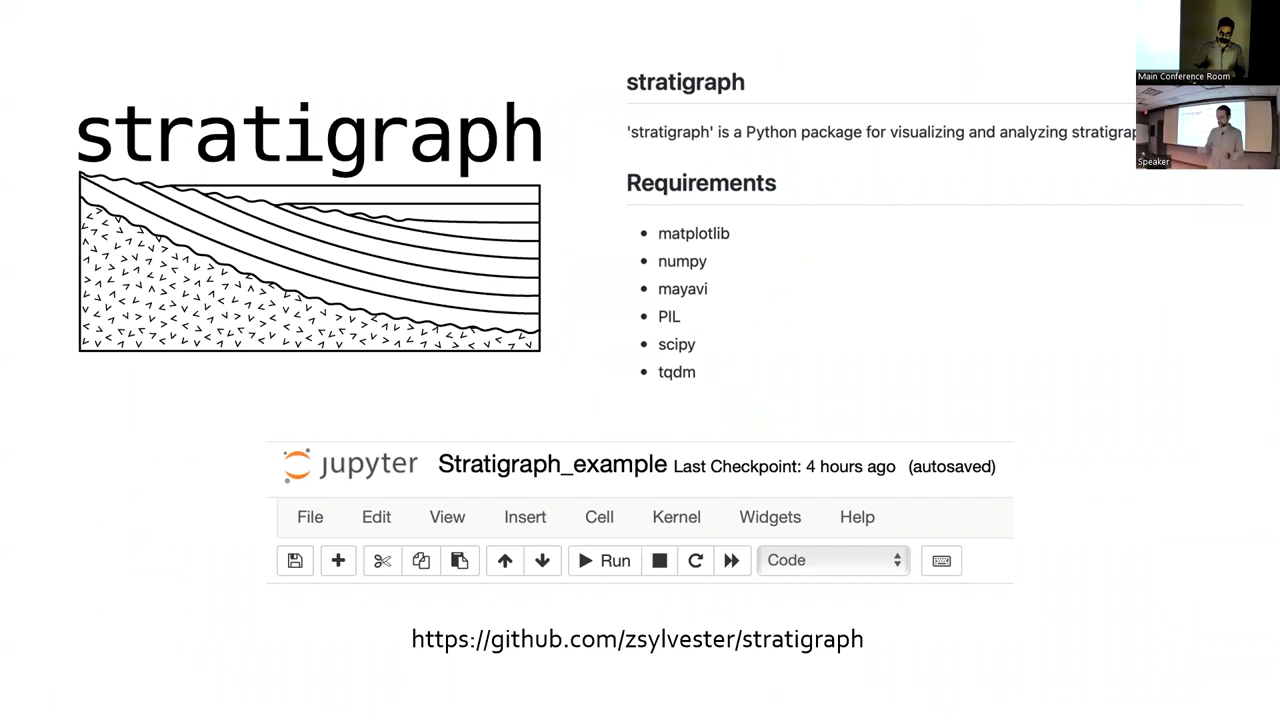 stratigraph
stratigraph
'stratigraph' is a Python package for visualizing and analyzing
Requirements
matplotlib
numpy
mayavi
PIL
scipy
tqdm
Main Conference Room
Speaker
jupyter Stratigraph_example Last Checkpoint: 4 hours ago (autosaved)
File Edit View Insert Cell Kernel Widgets Help
Run Code
https://github.com/zsylvester/stratigraph